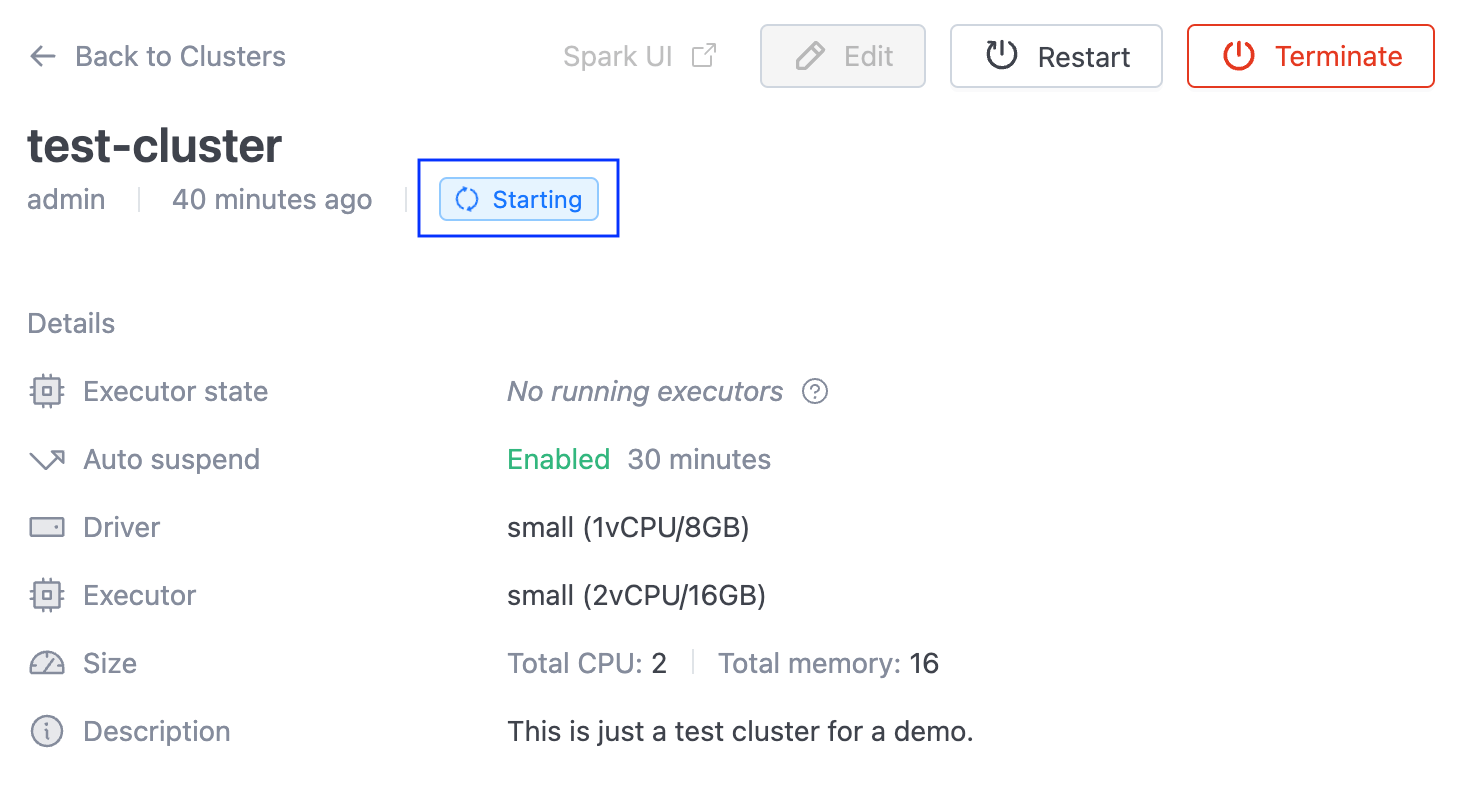 Back to Clusters Spark UI Edit Restart Terminate
test-cluster
admin 40 minutes ago Starting
Details
Executor state No running executors
Auto suspend Enabled 30 minutes
Driver small (1vCPU/8GB)
Executor small (2vCPU/16GB)
Size Total CPU: 2 Total memory: 16
Description This is just a test cluster for a demo.